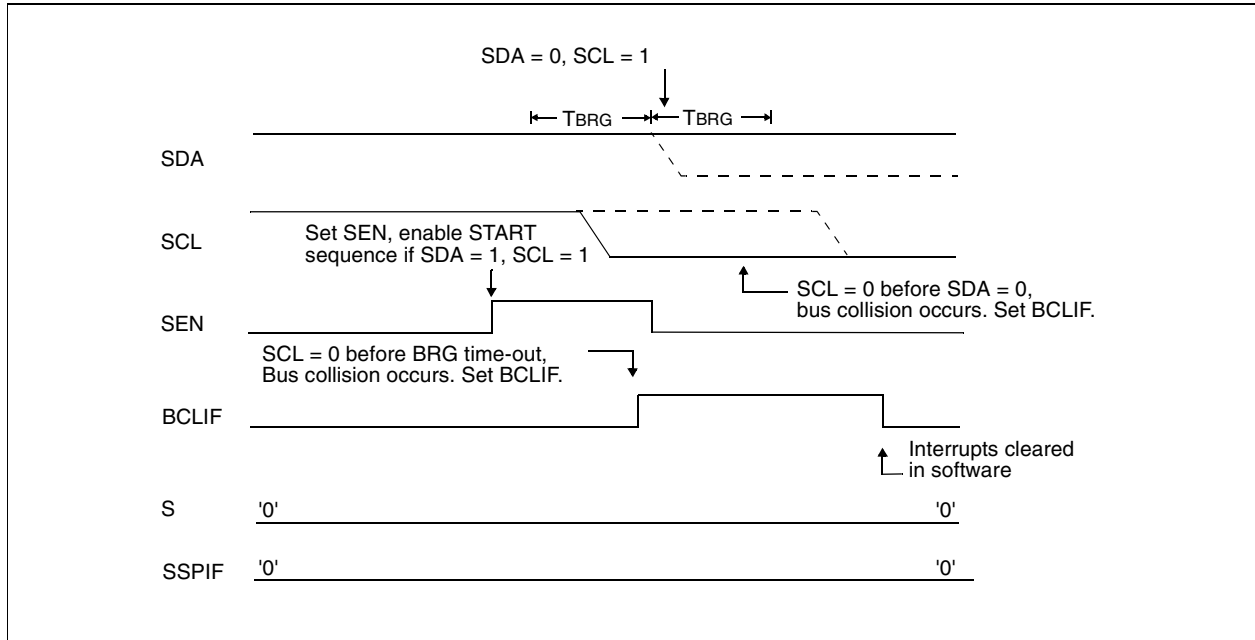 SDA = 0, SCL = 1
TBRG TBRG
SDA
SCL
Set SEN, enable START
sequence if SDA = 1, SCL = 1
SCL = 0 before SDA = 0,
bus collision occurs. Set BCLIF.
SEN
SCL = 0 before BRG time-out,
Bus collision occurs. Set BCLIF.
BCLIF
Interrupts cleared
in software
S '0' '0'
SSPIF '0' '0'